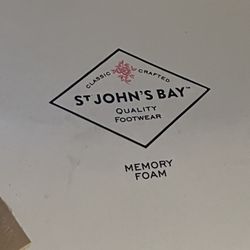 CLASSIC CRAFTED
ST JOHN'S BAY™
QUALITY
FOOTWEAR
MEMORY
FOAM